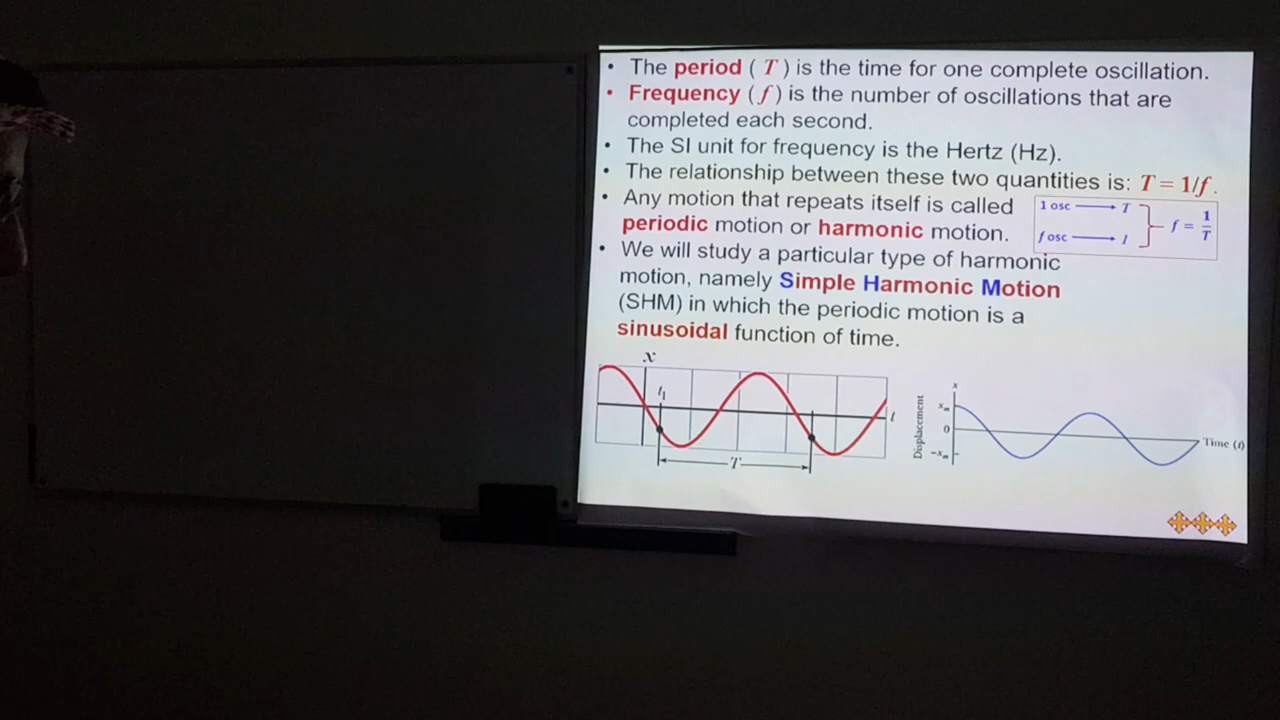 • The period ( T ) is the time for one complete oscillation.
• Frequency ( f ) is the number of oscillations that are
completed each second.
• The SI unit for frequency is the Hertz (Hz).
• The relationship between these two quantities is: T = 1/f .
• Any motion that repeats itself is called
periodic motion or harmonic motion.
1 osc T
f osc 1
f = 1/T
• We will study a particular type of harmonic
motion, namely Simple Harmonic Motion
(SHM) in which the periodic motion is a
sinusoidal function of time.
x
t1
t
T
x
Displacement
xm
0
-xm
Time (t)